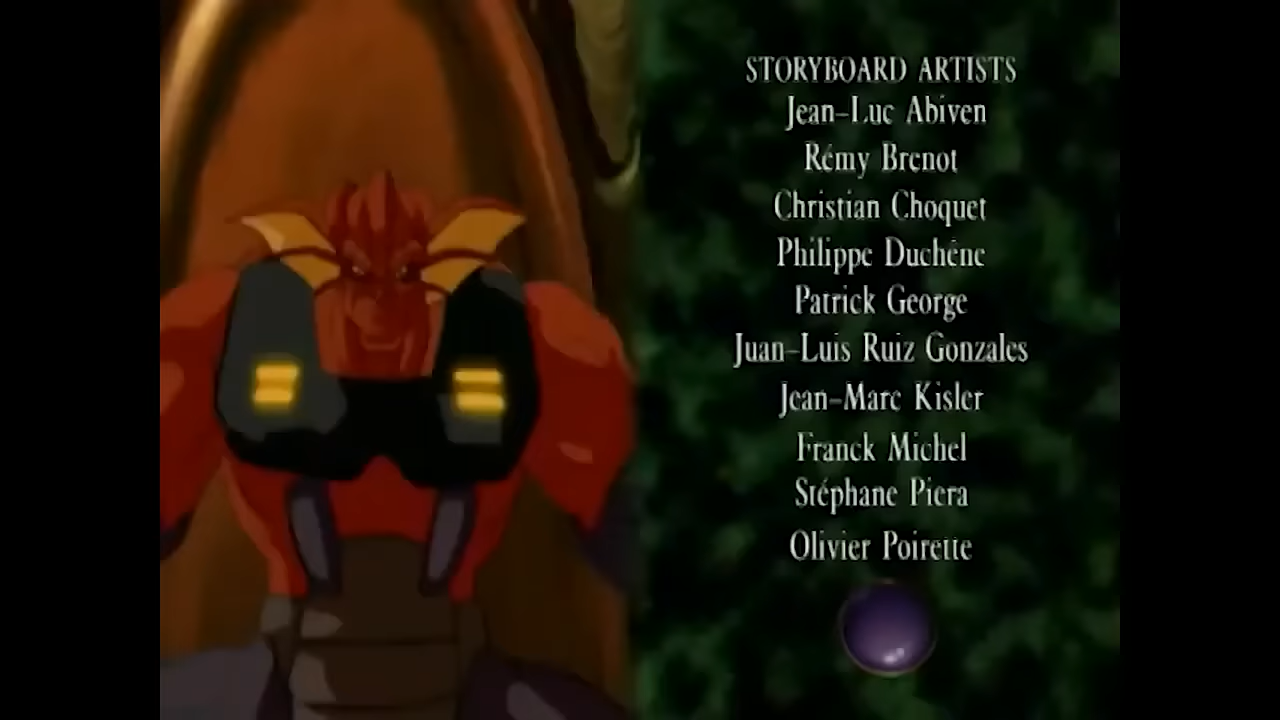 STORYBOARD ARTISTS
Jean-Luc Abiven
Rémy Brenot
Christian Choquet
Philippe Duchêne
Patrick George
Juan-Luis Ruiz Gonzales
Jean-Marc Kisler
Franck Michel
Stéphane Piera
Olivier Poirette